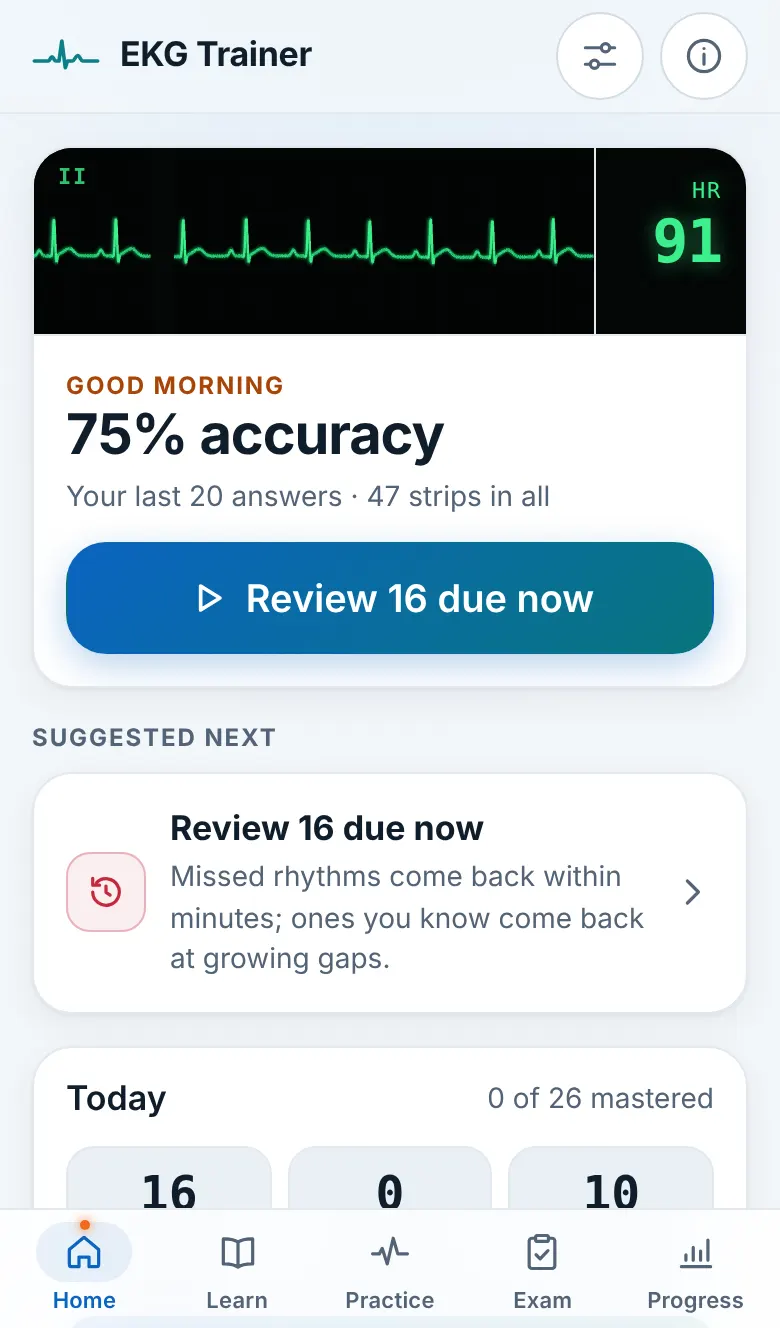 EKG Trainer
II
HR
91
GOOD MORNING
75% accuracy
Your last 20 answers · 47 strips in all
Review 16 due now
SUGGESTED NEXT
Review 16 due now
Missed rhythms come back within
minutes; ones you know come back
at growing gaps.
Today
0 of 26 mastered
16
0
10
Home
Learn
Practice
Exam
Progress